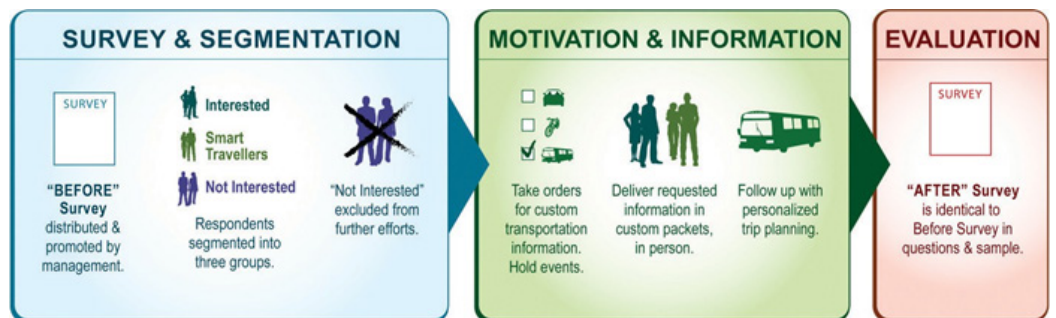 SURVEY & SEGMENTATION
SURVEY
"BEFORE"
Survey
distributed &
promoted by
management.
Interested
Smart
Travellers
Not Interested
Respondents
segmented into
three groups.
"Not Interested"
excluded from
further efforts.
MOTIVATION & INFORMATION
Take orders
for custom
transportation
information.
Hold events.
Deliver requested
information in
custom packets,
in person.
Follow up with
personalized
trip planning.
EVALUATION
SURVEY
"AFTER" Survey
is identical to
Before Survey in
questions & sample.